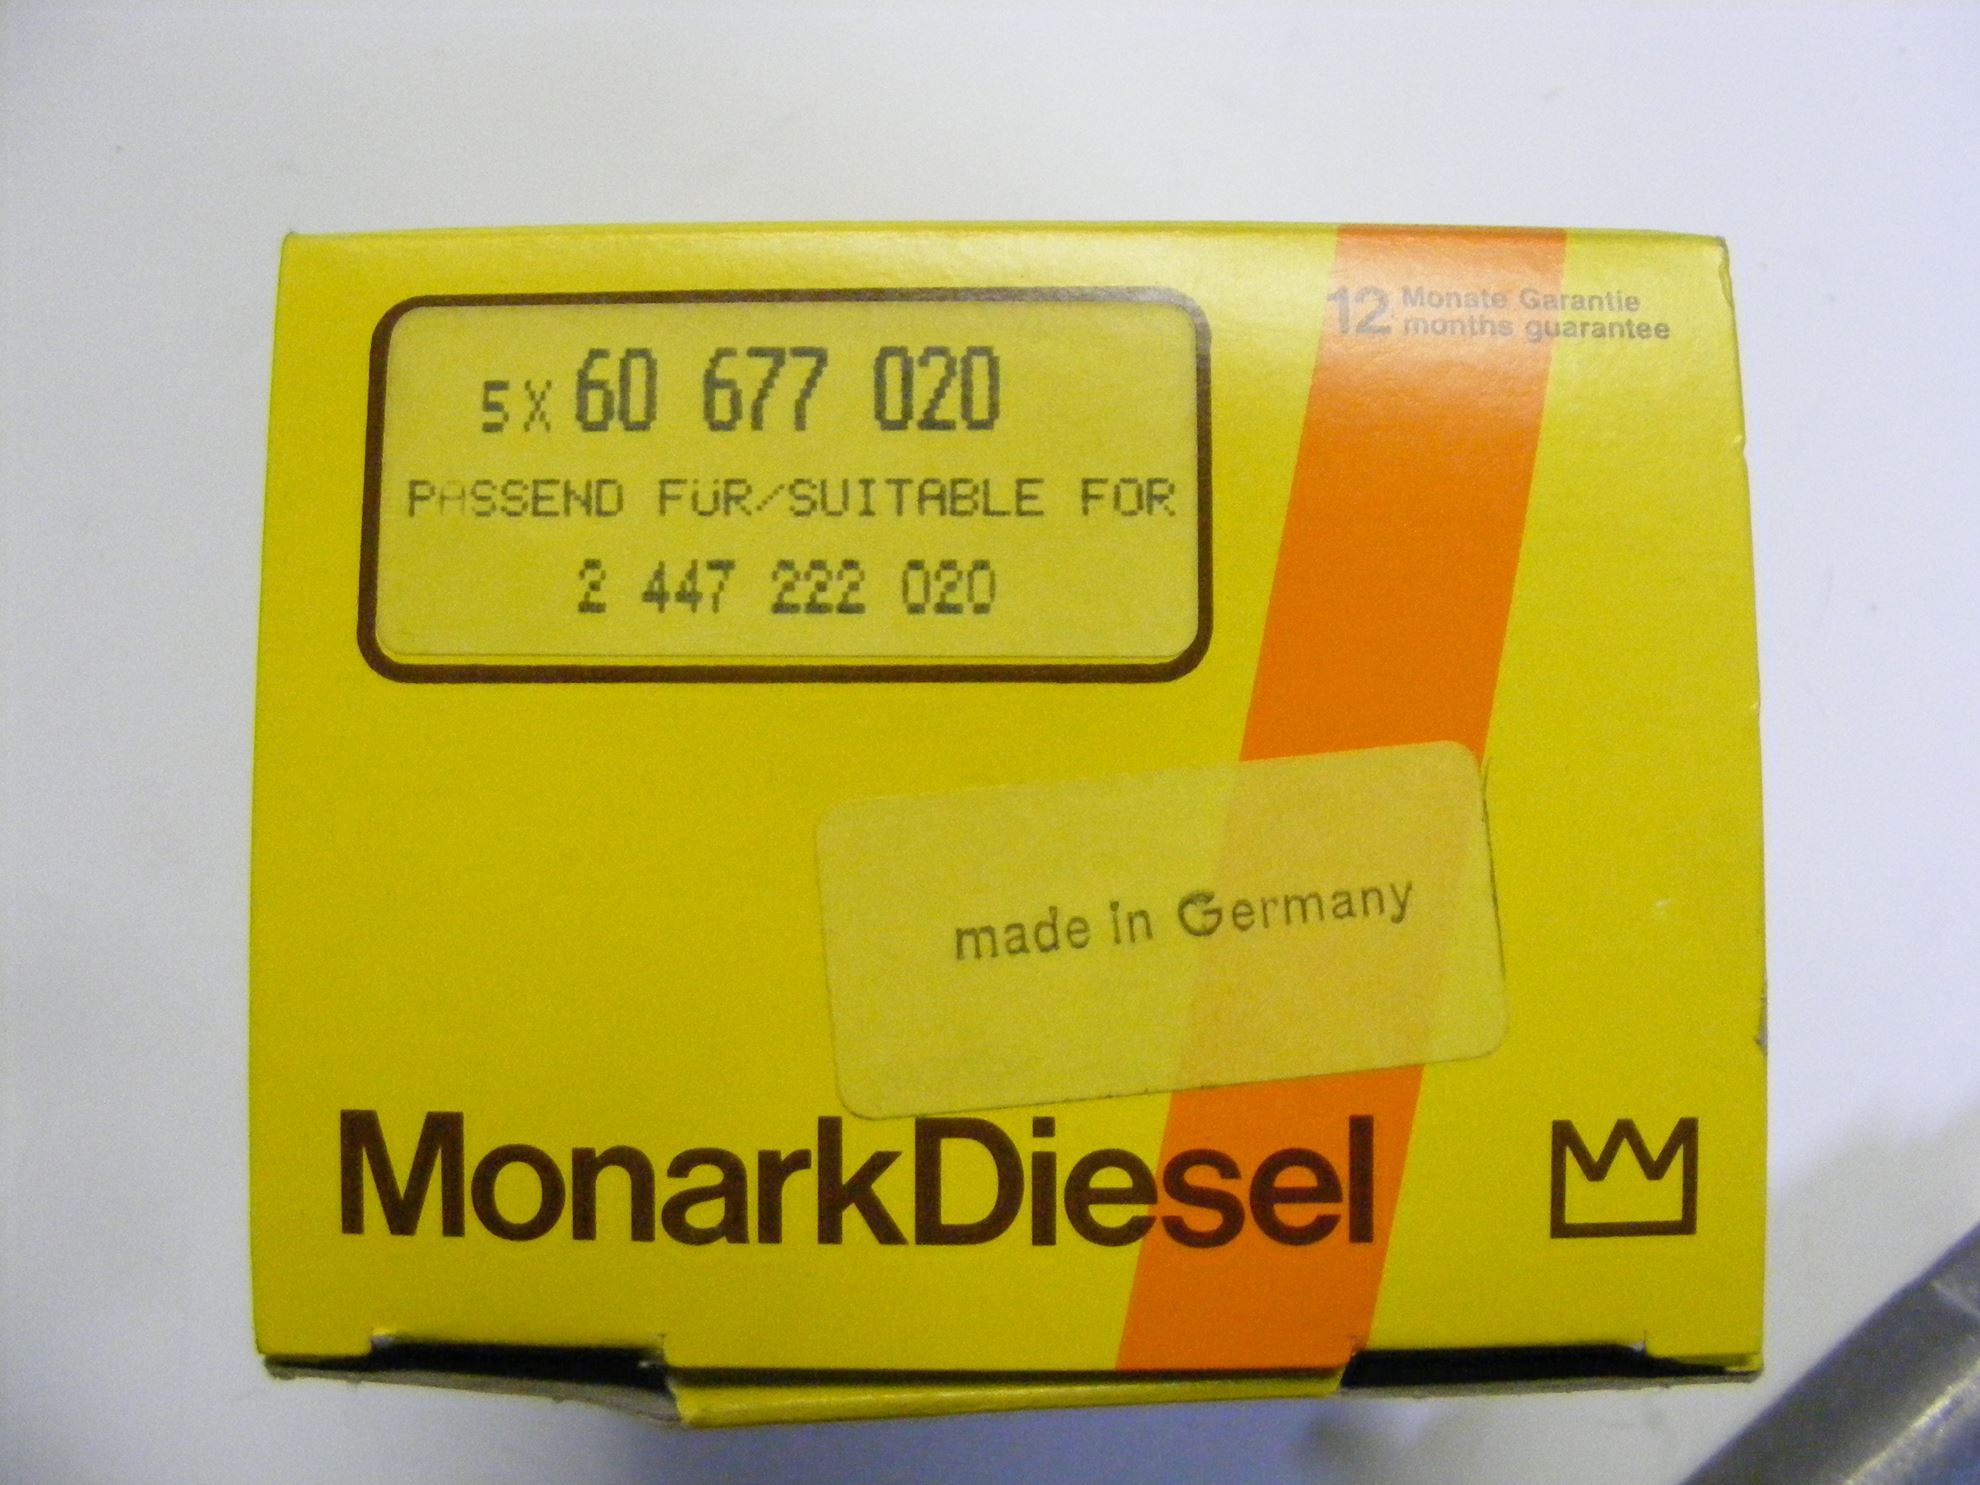 5X 60 677 020
PASSEND FüR/SUITABLE FOR
2 447 222 020
12 Monate Garantie
months guarantee
made in Germany
MonarkDiesel